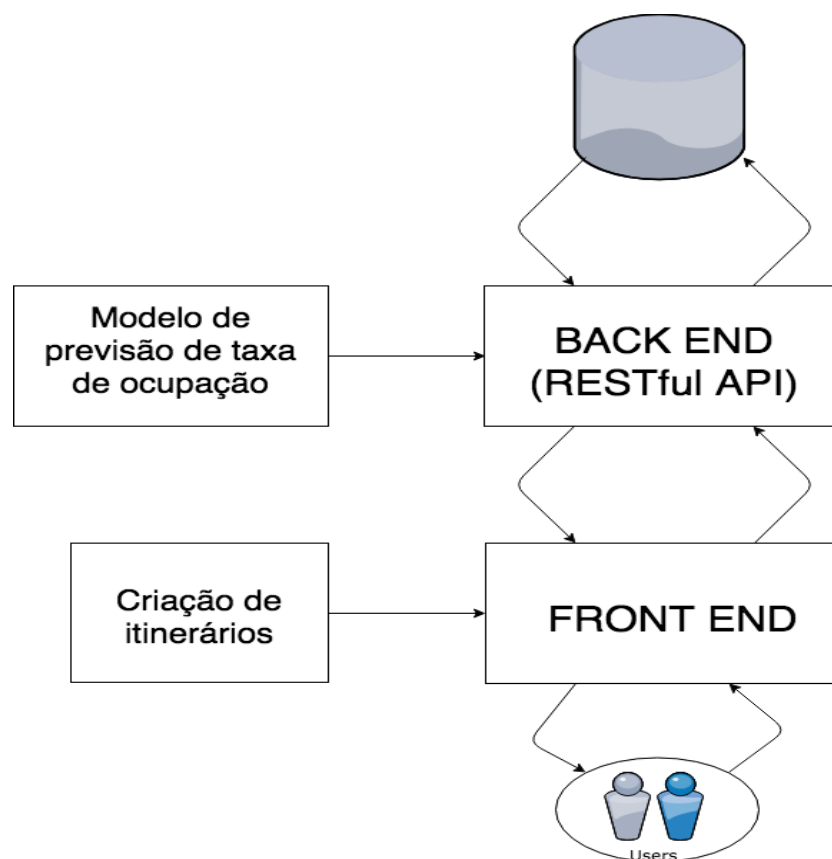 Modelo de
previsão de taxa
de ocupação
BACK END
(RESTful API)
Criação de
itinerários
FRONT END
Users